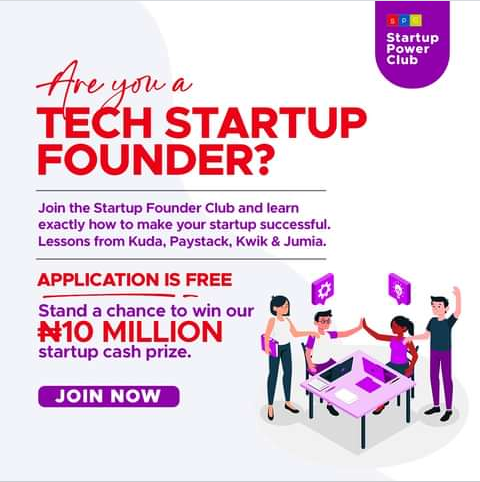 SPC
Startup
Power
Club
Are you a
TECH STARTUP
FOUNDER?
Join the Startup Founder Club and learn
exactly how to make your startup successful.
Lessons from Kuda, Paystack, Kwik & Jumia.
APPLICATION IS FREE
Stand a chance to win our
₦10 MILLION
startup cash prize.
JOIN NOW